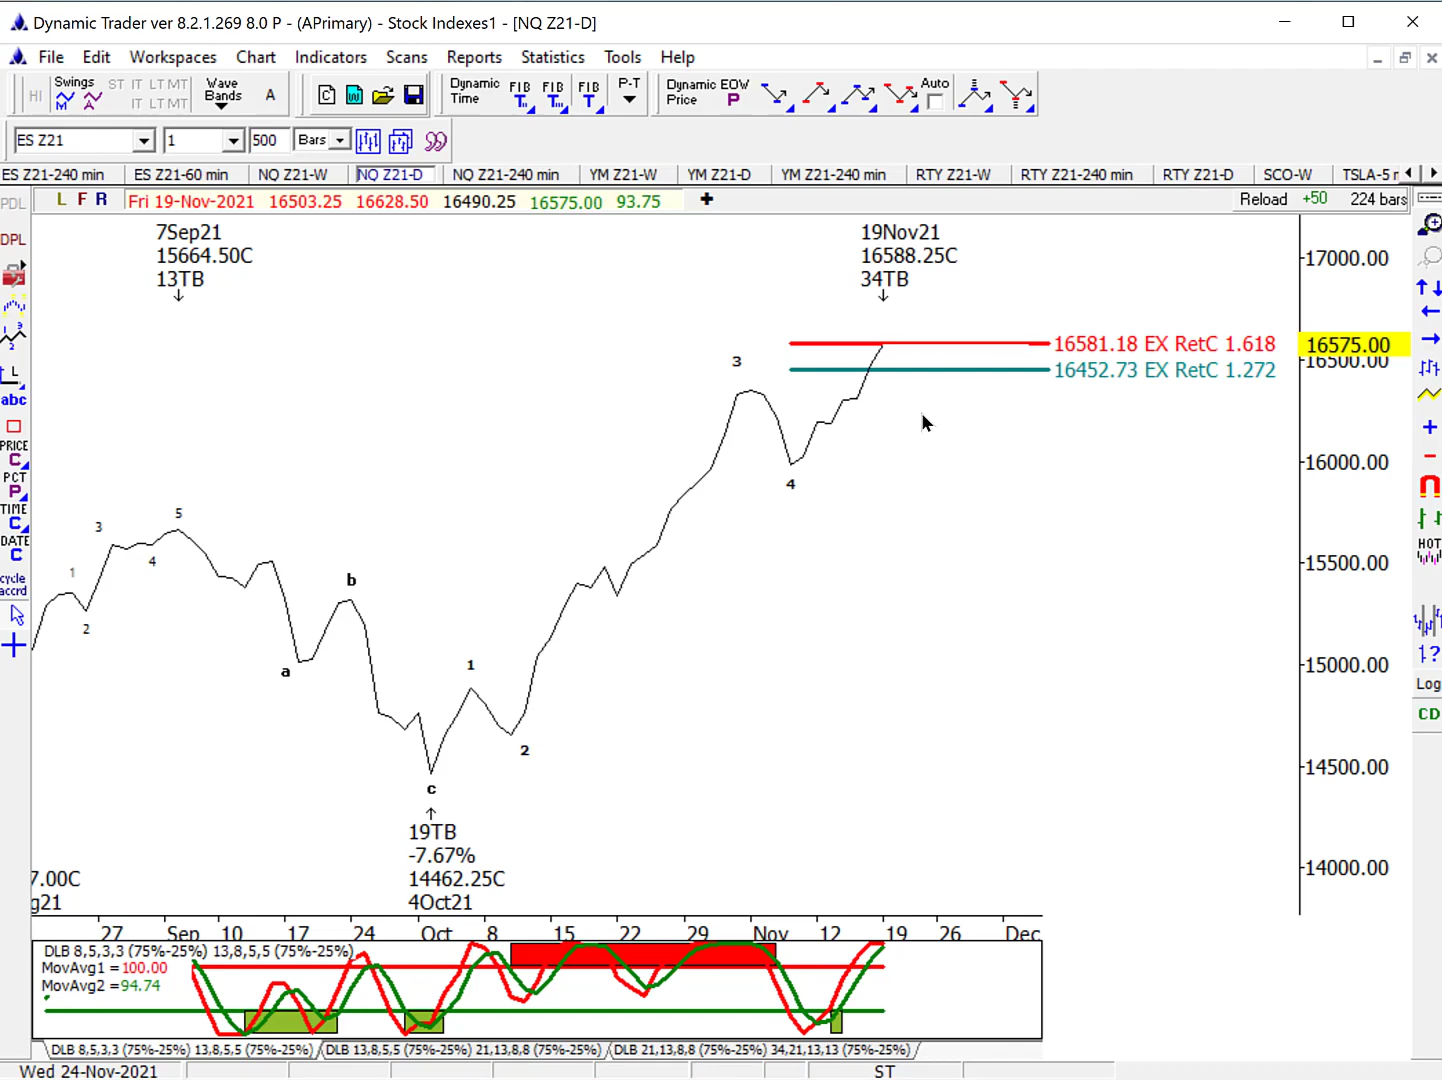 Dynamic Trader ver 8.2.1.269 8.0 P - (APrimary) - Stock Indexes1 - [NQ Z21-D]
File Edit Workspaces Chart Indicators Scans Reports Statistics Tools Help
HI Swings M A ST IT LT MT IT LT MT Wave Bands A C W Dynamic Time FIB T FIB Tm FIB T P-T Dynamic Price EOW P Auto
ES Z21 1 500 Bars
ES Z21-240 min ES Z21-60 min NQ Z21-W NQ Z21-D NQ Z21-240 min YM Z21-W YM Z21-D YM Z21-240 min RTY Z21-W RTY Z21-240 min RTY Z21-D SCO-W TSLA-5 r
PDL L F R Fri 19-Nov-2021 16503.25 16628.50 16490.25 16575.00 93.75 Reload +50 224 bars
DPL
7Sep21
15664.50C
13TB
19Nov21
16588.25C
34TB
17000.00
16581.18 EX RetC 1.618
16575.00
16500.00
16452.73 EX RetC 1.272
3
4
16000.00
L
abc
PRICE
C
PCT
P
TIME
C
DATE
C
cycle
accrd
1
2
3
4
5
15500.00
a
b
15000.00
1
2
14500.00
c
19TB
-7.67%
14462.25C
4Oct21
14000.00
7.00C
g21
HOT
Log
CD
27 Sep 10 17 24 Oct 8 15 22 29 Nov 12 19 26 Dec
DLB 8,5,3,3 (75%-25%) 13,8,5,5 (75%-25%)
MovAvg1 =100.00
MovAvg2 =94.74
DLB 8,5,3,3 (75%-25%) 13,8,5,5 (75%-25%) DLB 13,8,5,5 (75%-25%) 21,13,8,8 (75%-25%) DLB 21,13,8,8 (75%-25%) 34,21,13,13 (75%-25%)
Wed 24-Nov-2021 ST